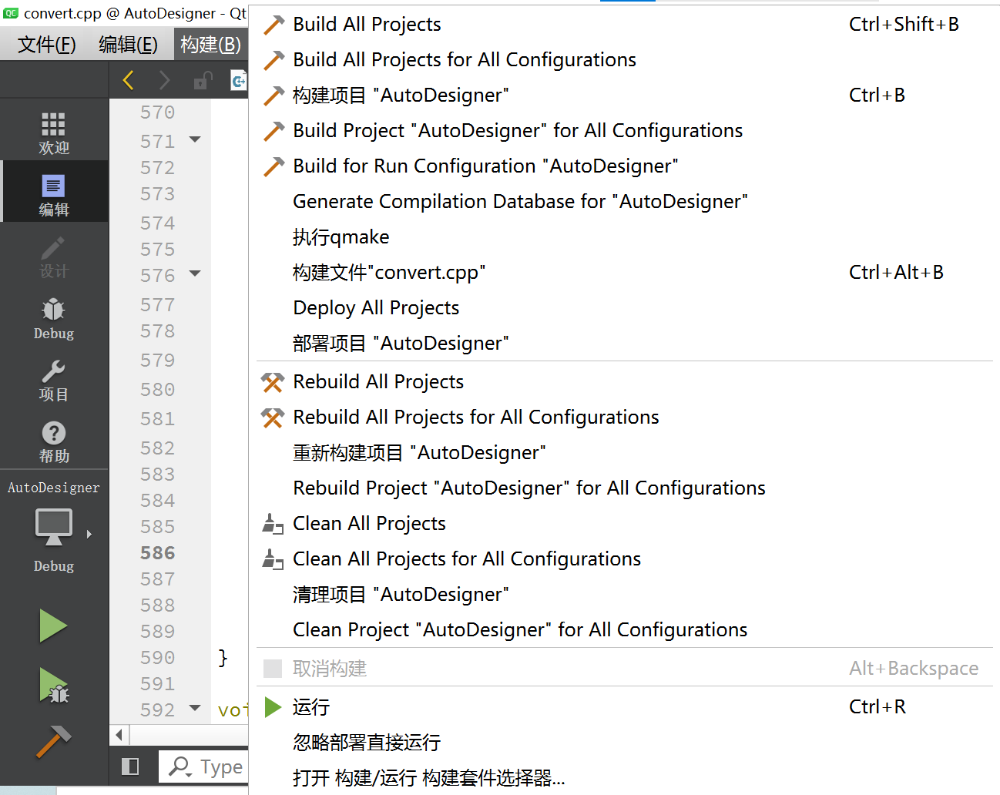 QC convert.cpp @ AutoDesigner - Qt
文件(F) 编辑(E) 构建(B)
欢迎
编辑
设计
Debug
项目
帮助
AutoDesigner
Debug
570
571
572
573
574
575
576
577
578
579
580
581
582
583
584
585
586
587
588
589
590 }
591
592 voi
Type
Build All Projects Ctrl+Shift+B
Build All Projects for All Configurations
构建项目 "AutoDesigner" Ctrl+B
Build Project "AutoDesigner" for All Configurations
Build for Run Configuration "AutoDesigner"
Generate Compilation Database for "AutoDesigner"
执行qmake
构建文件"convert.cpp" Ctrl+Alt+B
Deploy All Projects
部署项目 "AutoDesigner"
Rebuild All Projects
Rebuild All Projects for All Configurations
重新构建项目 "AutoDesigner"
Rebuild Project "AutoDesigner" for All Configurations
Clean All Projects
Clean All Projects for All Configurations
清理项目 "AutoDesigner"
Clean Project "AutoDesigner" for All Configurations
取消构建 Alt+Backspace
运行 Ctrl+R
忽略部署直接运行
打开 构建/运行 构建套件选择器...